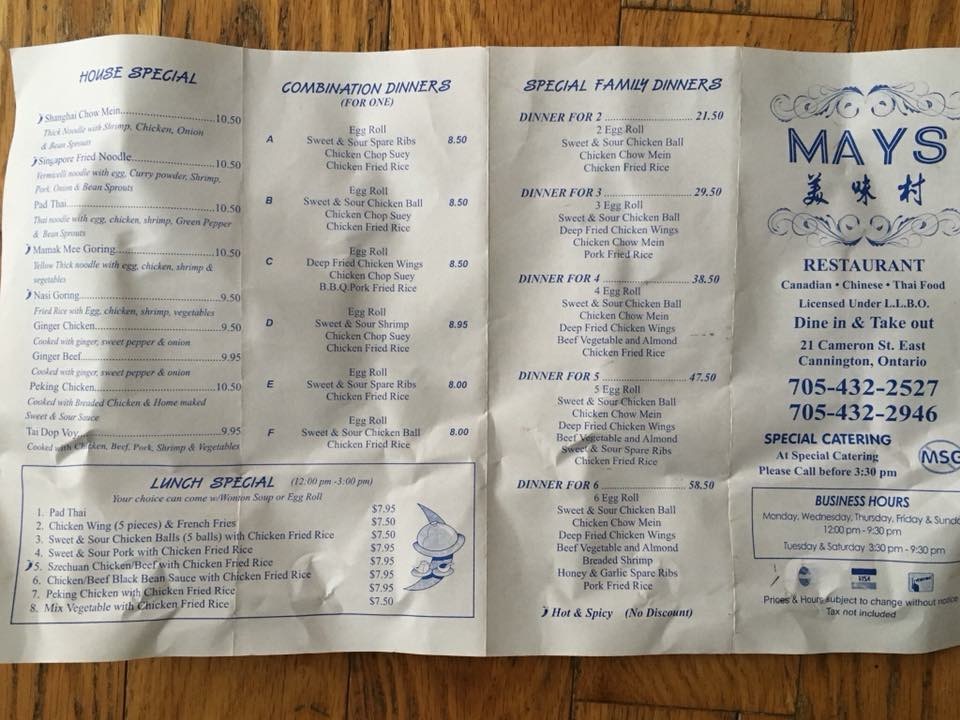 HOUSE SPECIAL
Shanghai Chow Mein....................10.50
Thick Noodle with Shrimp, Chicken, Onion
& Bean Sprouts
Singapore Fried Noodle....................10.50
Vermicelli noodle with egg, Curry powder, Shrimp,
Pork, Onion & Bean Sprouts
Pad Thai....................10.50
Thai noodle with egg, chicken, shrimp, Green Pepper
& Bean Sprouts
Mamak Mee Goring....................10.50
Yellow Thick noodle with egg, chicken, shrimp &
vegetables
Nasi Goring....................9.50
Fried Rice with Egg, chicken, shrimp, vegetables
Ginger Chicken....................9.50
Cooked with ginger, sweet pepper & onion
Ginger Beef....................9.95
Cooked with ginger, sweet pepper & onion
Peking Chicken....................10.50
Cooked with Breaded Chicken & Home maked
Sweet & Sour Sauce
Tai Dop Voy....................9.95
Cooked with Chicken, Beef, Pork, Shrimp & Vegetables
COMBINATION DINNERS
(FOR ONE)
Egg Roll
A Sweet & Sour Spare Ribs 8.50
Chicken Chop Suey
Chicken Fried Rice
Egg Roll
B Sweet & Sour Chicken Ball 8.50
Chicken Chop Suey
Chicken Fried Rice
Egg Roll
C Deep Fried Chicken Wings 8.50
Chicken Chop Suey
B.B.Q.Pork Fried Rice
Egg Roll
D Sweet & Sour Shrimp 8.95
Chicken Chop Suey
Chicken Fried Rice
Egg Roll
E Sweet & Sour Spare Ribs 8.00
Chicken Fried Rice
Egg Roll
F Sweet & Sour Chicken Ball 8.00
Chicken Fried Rice
LUNCH SPECIAL (12:00 pm -3:00 pm)
Your choice can come w/Wonton Soup or Egg Roll
1. Pad Thai $7.95
2. Chicken Wing (5 pieces) & French Fries $7.50
3. Sweet & Sour Chicken Balls (5 balls) with Chicken Fried Rice $7.50
4. Sweet & Sour Pork with Chicken Fried Rice $7.95
5. Szechuan Chicken/Beef with Chicken Fried Rice $7.95
6. Chicken/Beef Black Bean Sauce with Chicken Fried Rice $7.95
7. Peking Chicken with Chicken Fried Rice $7.95
8. Mix Vegetable with Chicken Fried Rice $7.50
SPECIAL FAMILY DINNERS
DINNER FOR 2 .................... 21.50
2 Egg Roll
Sweet & Sour Chicken Ball
Chicken Chow Mein
Chicken Fried Rice
DINNER FOR 3 .................... 29.50
3 Egg Roll
Sweet & Sour Chicken Ball
Deep Fried Chicken Wings
Chicken Chow Mein
Pork Fried Rice
DINNER FOR 4 .................... 38.50
4 Egg Roll
Sweet & Sour Chicken Ball
Chicken Chow Mein
Deep Fried Chicken Wings
Beef Vegetable and Almond
Chicken Fried Rice
DINNER FOR 5 .................... 47.50
5 Egg Roll
Sweet & Sour Chicken Ball
Chicken Chow Mein
Deep Fried Chicken Wings
Beef Vegetable and Almond
Sweet & Sour Spare Ribs
Chicken Fried Rice
DINNER FOR 6 .................... 58.50
6 Egg Roll
Sweet & Sour Chicken Ball
Chicken Chow Mein
Deep Fried Chicken Wings
Beef Vegetable and Almond
Breaded Shrimp
Honey & Garlic Spare Ribs
Pork Fried Rice
Hot & Spicy (No Discount)
MAYS
美味村
RESTAURANT
Canadian • Chinese • Thai Food
Licensed Under L.L.B.O.
Dine in & Take out
21 Cameron St. East
Cannington, Ontario
705-432-2527
705-432-2946
SPECIAL CATERING
At Special Catering
Please Call before 3:30 pm
MSG
BUSINESS HOURS
Monday, Wednesday, Thursday, Friday & Sunda
12:00 pm - 9:30 pm
Tuesday & Saturday 3:30 pm - 9:30 pm
VISA
Prices & Hours subject to change without notice
Tax not included